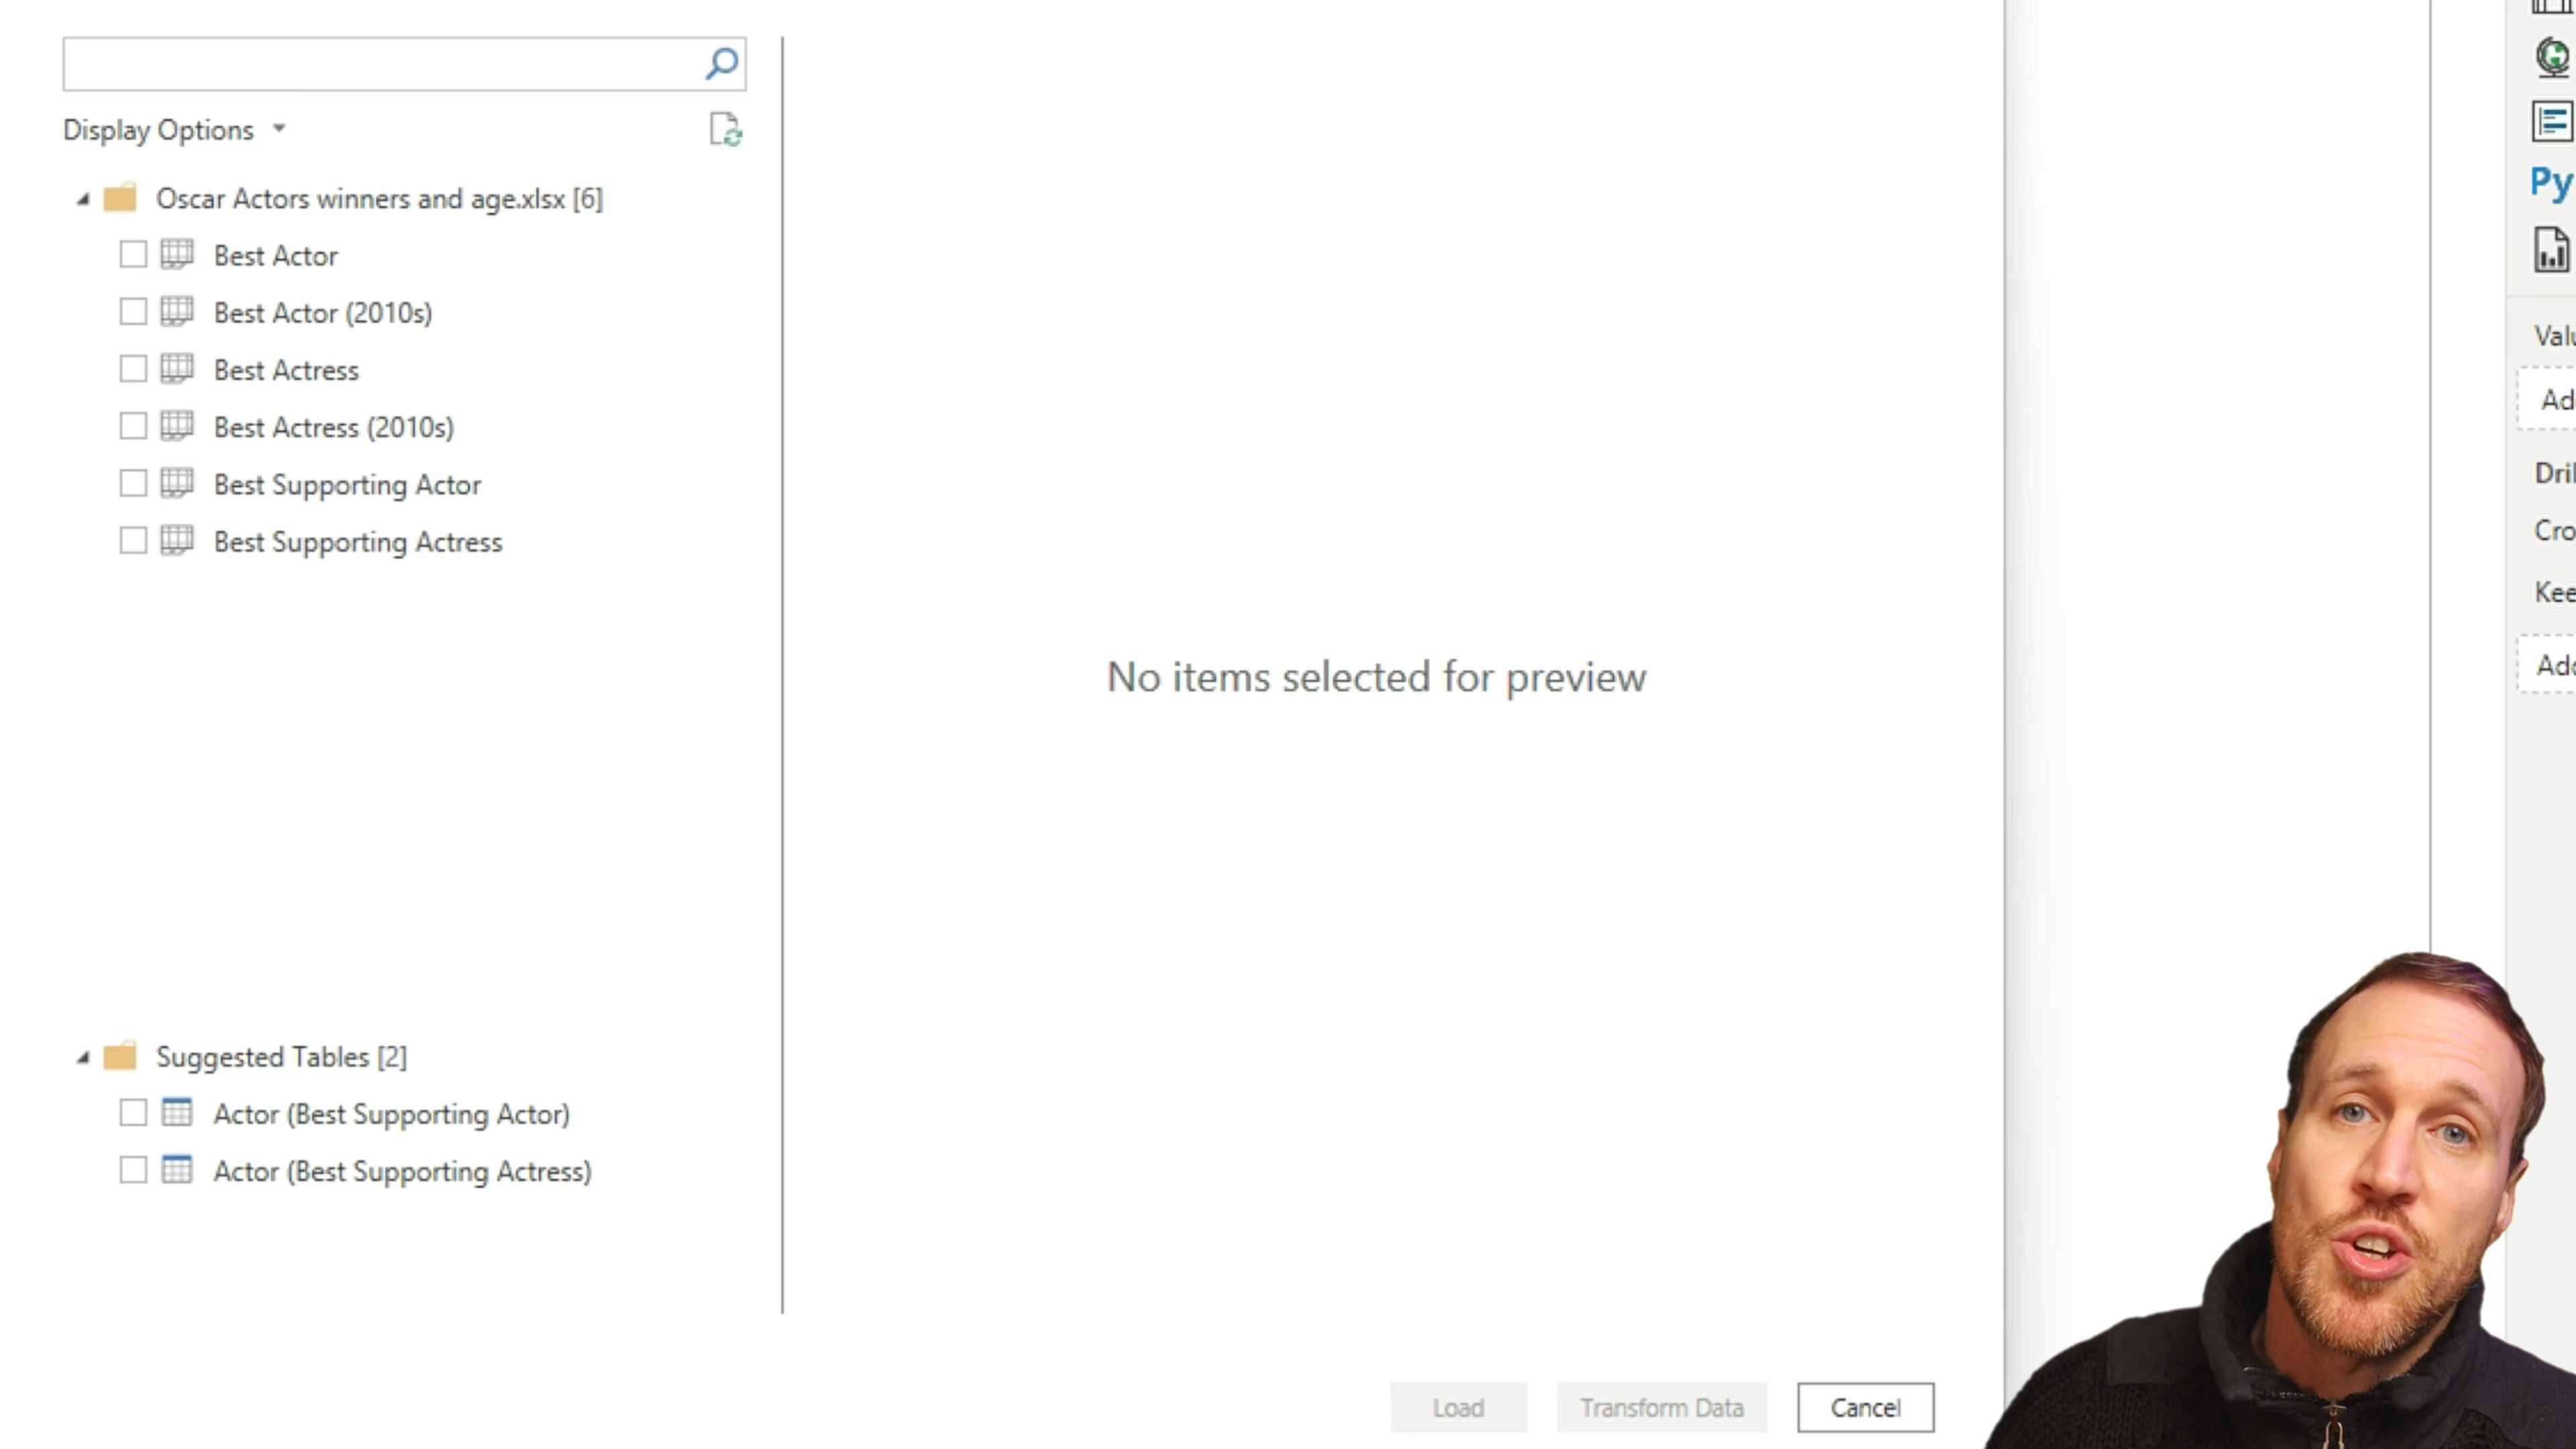 Display Options
Oscar Actors winners and age.xlsx [6]
Best Actor
Best Actor (2010s)
Best Actress
Best Actress (2010s)
Best Supporting Actor
Best Supporting Actress
No items selected for preview
Suggested Tables [2]
Actor (Best Supporting Actor)
Actor (Best Supporting Actress)
Load
Transform Data
Cancel
Py
Valu
Ad
Dril
Cro
Kee
Add